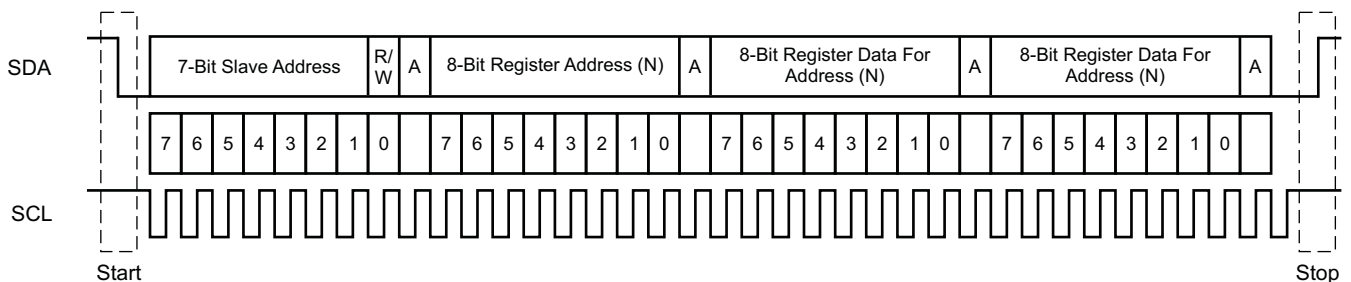 SDA
7-Bit Slave Address
R/
W
A
8-Bit Register Address (N)
A
8-Bit Register Data For
Address (N)
A
8-Bit Register Data For
Address (N)
A
7 6 5 4 3 2 1 0 7 6 5 4 3 2 1 0 7 6 5 4 3 2 1 0 7 6 5 4 3 2 1 0
SCL
Start
Stop